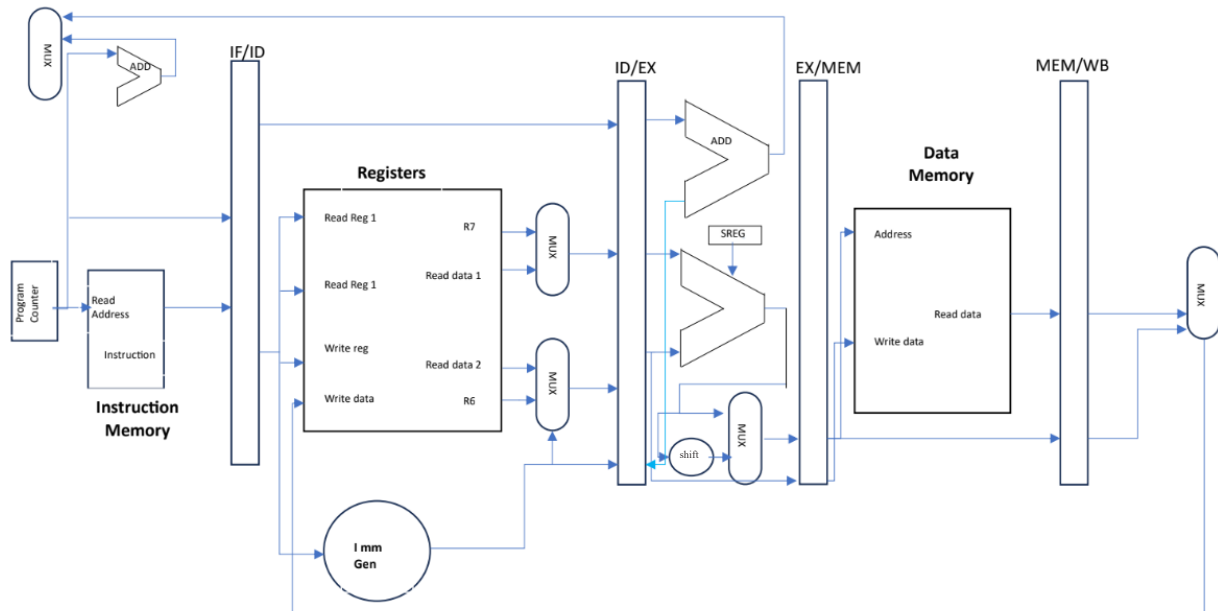 MUX
ADD
IF/ID
ID/EX
EX/MEM
MEM/WB
ADD
Data
Memory
Registers
Read Reg 1
R7
MUX
SREG
Address
Read data 1
Program
Counter
Read
Address
Read Reg 1
MUX
Read data
Instruction
Write reg
Read data 2
MUX
Write data
Write data
R6
Instruction
Memory
MUX
shift
I mm
Gen